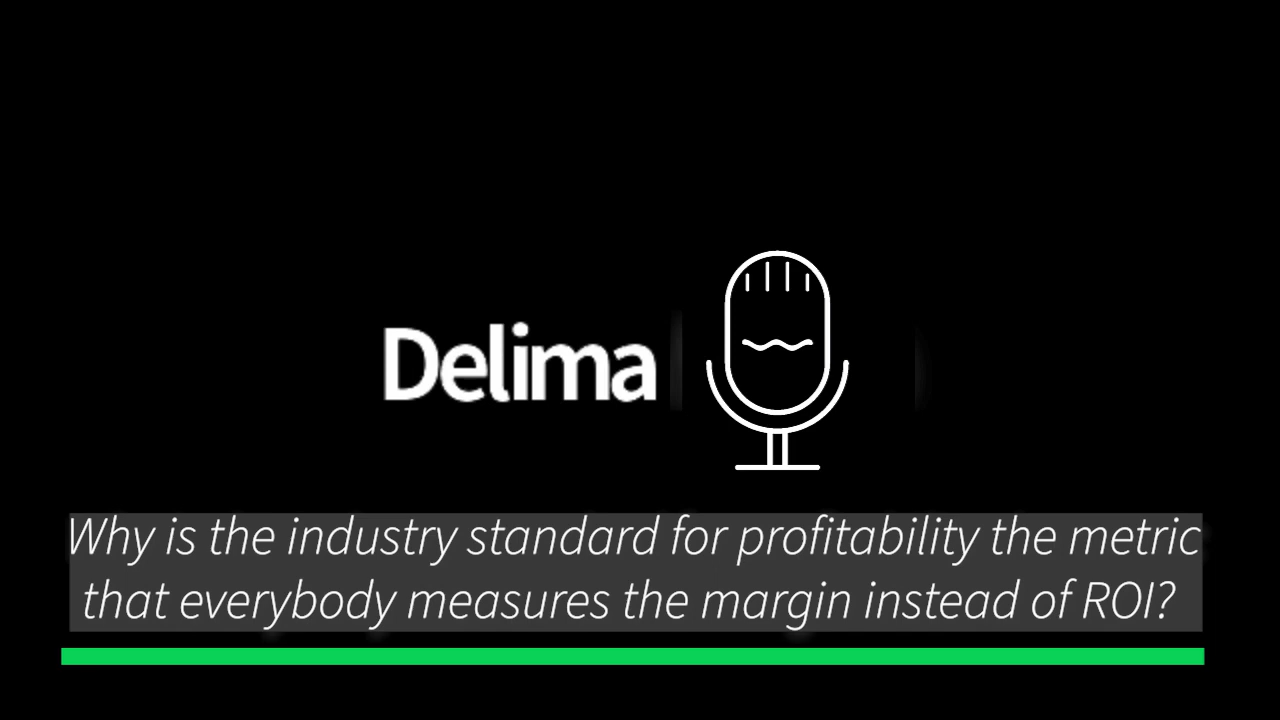 Delima
Why is the industry standard for profitability the metric
that everybody measures the margin instead of ROI?